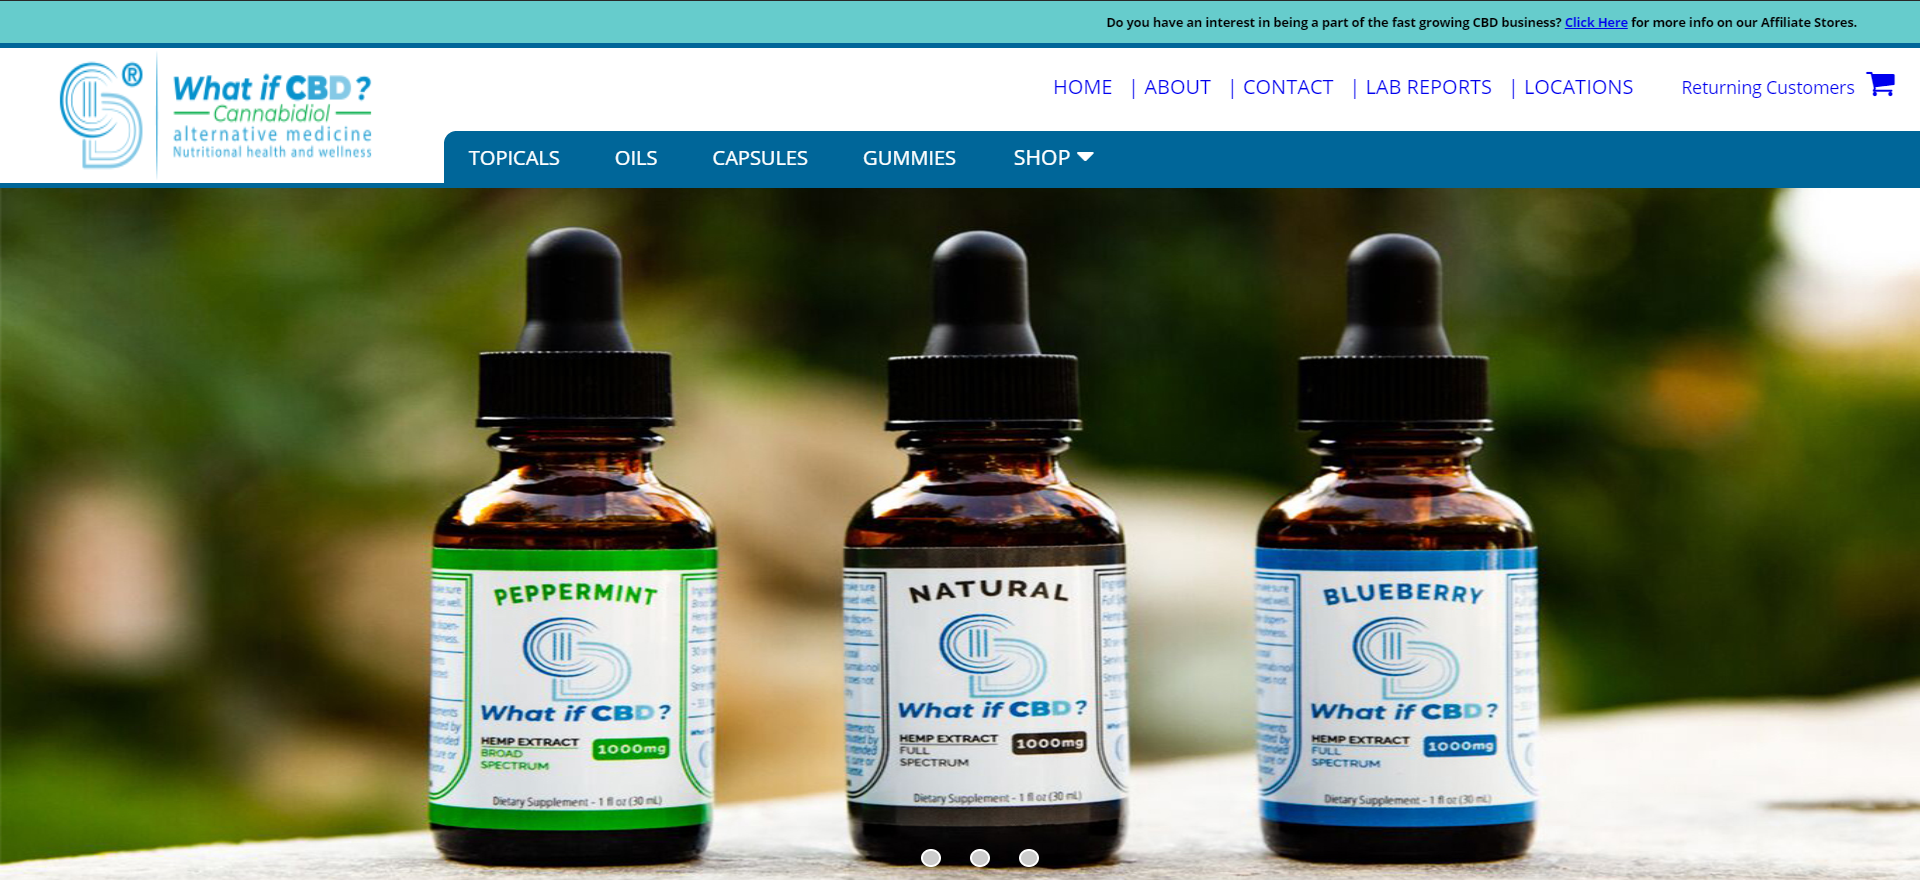 Do you have an interest in being a part of the fast growing CBD business? Click Here for more info on our Affiliate Stores.
®
What if CBD?
Cannabidiol
alternative medicine
Nutritional health and wellness
HOME | ABOUT | CONTACT | LAB REPORTS | LOCATIONS Returning Customers
TOPICALS OILS CAPSULES GUMMIES SHOP
PEPPERMINT
What if CBD?
HEMP EXTRACT
BROAD
SPECTRUM
1000mg
Dietary Supplement - 1 fl oz (30 mL)
NATURAL
What if CBD?
HEMP EXTRACT
FULL
SPECTRUM
1000mg
Dietary Supplement - 1 fl oz (30 mL)
BLUEBERRY
What if CBD?
HEMP EXTRACT
FULL
SPECTRUM
1000mg
Dietary Supplement - 1 fl oz (30 mL)